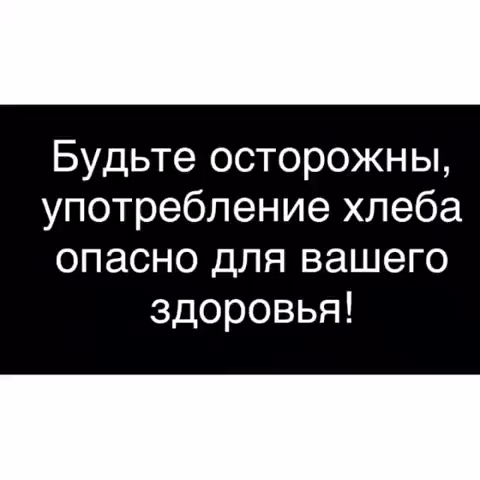 Будьте осторожны,
употребление хлеба
опасно для вашего
здоровья!